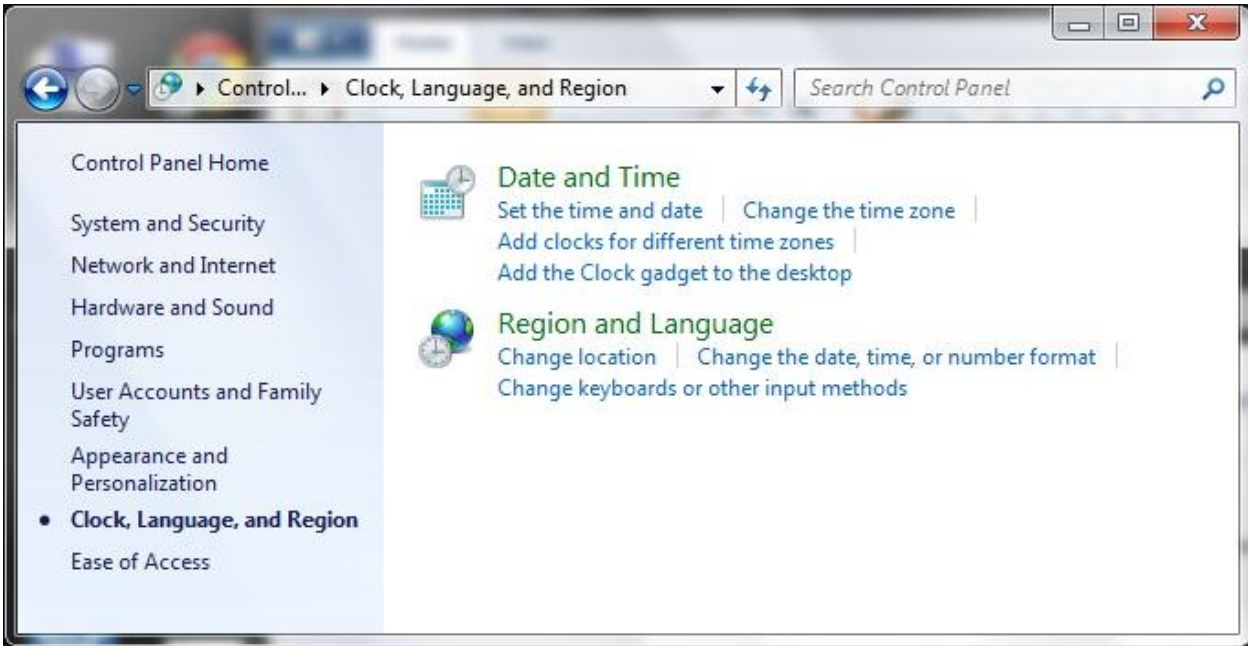 Control... Clock, Language, and Region
Search Control Panel
Control Panel Home
System and Security
Network and Internet
Hardware and Sound
Programs
User Accounts and Family
Safety
Appearance and
Personalization
Clock, Language, and Region
Ease of Access
Date and Time
Set the time and date Change the time zone
Add clocks for different time zones
Add the Clock gadget to the desktop
Region and Language
Change location Change the date, time, or number format
Change keyboards or other input methods